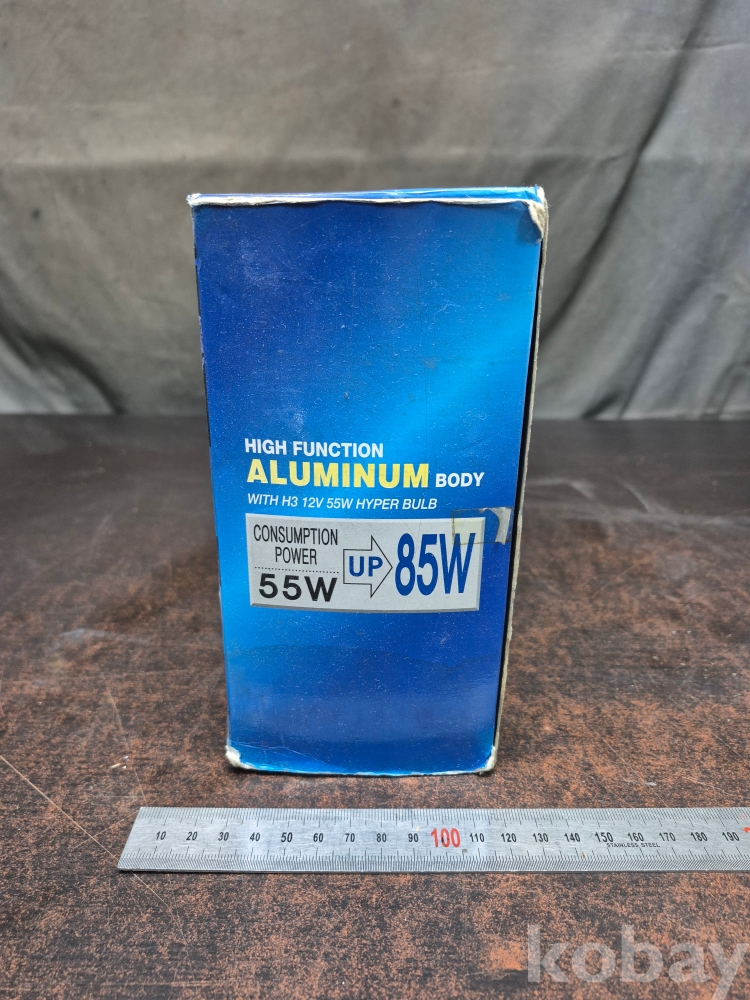 HIGH FUNCTION
ALUMINUM BODY
WITH H3 12V 55W HYPER BULB
CONSUMPTION
POWER
55W
UP
85W
10 20 30 40 50 60 70 80 90 100 110 120 130 140 150 160 170 180 190
STAINLESS STEEL
kobay